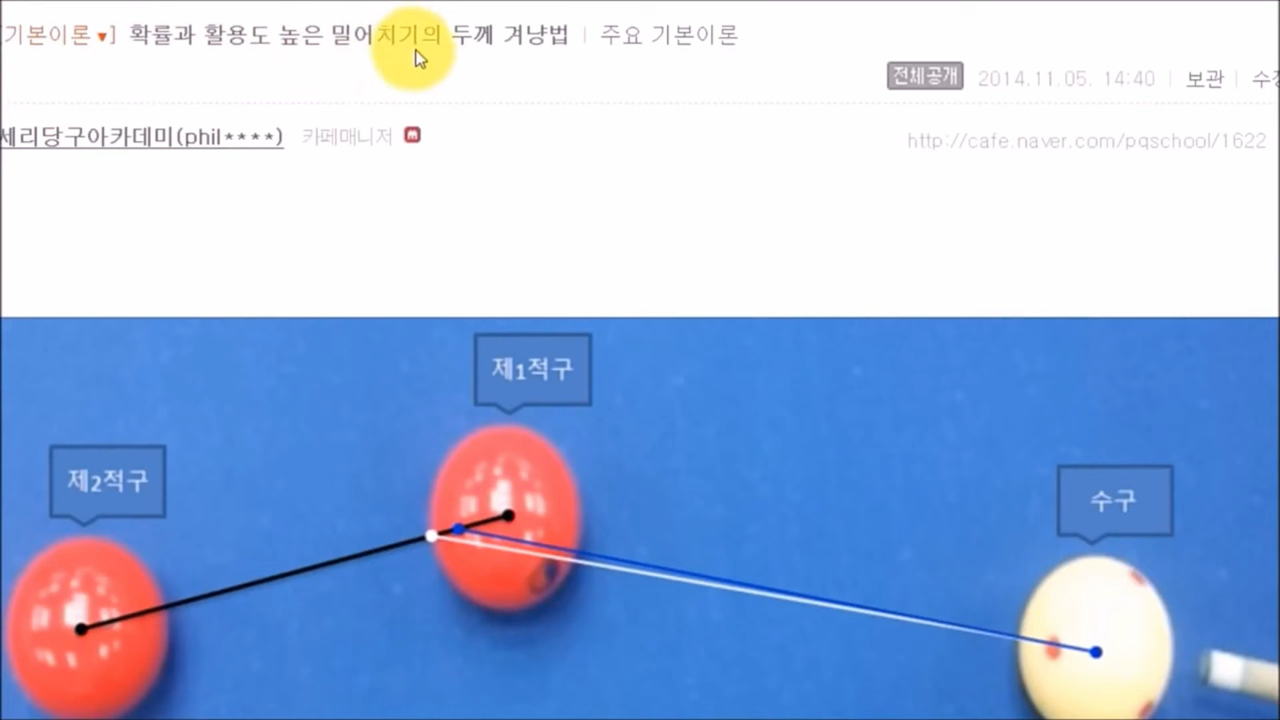 기본이론▼] 확률과 활용도 높은 밀어치기의 두께 겨냥법 | 주요 기본이론
전체공개 2014.11.05. 14:40 | 보관 |
세리당구아카데미(phil****) 카페매니저
http://cafe.naver.com/pqschool/1622
제1적구
제2적구
수구